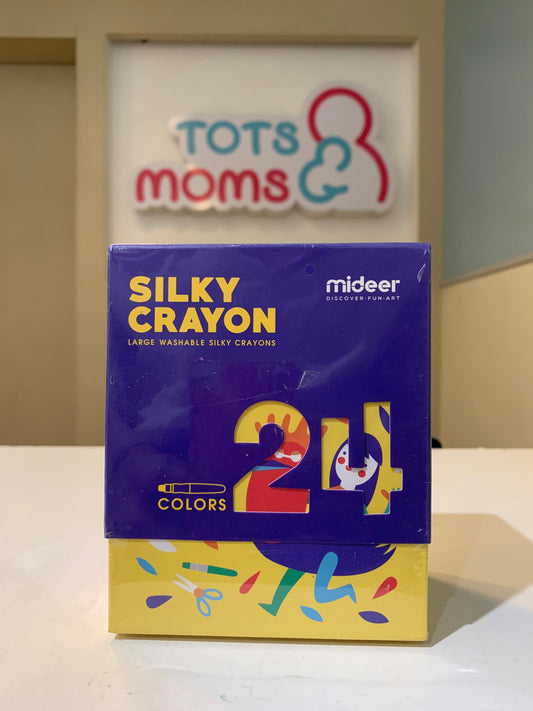 TOTS
MOMS
SILKY
CRAYON
LARGE WASHABLE SILKY CRAYONS
mideer
DISCOVER·FUN·ART
24
COLORS